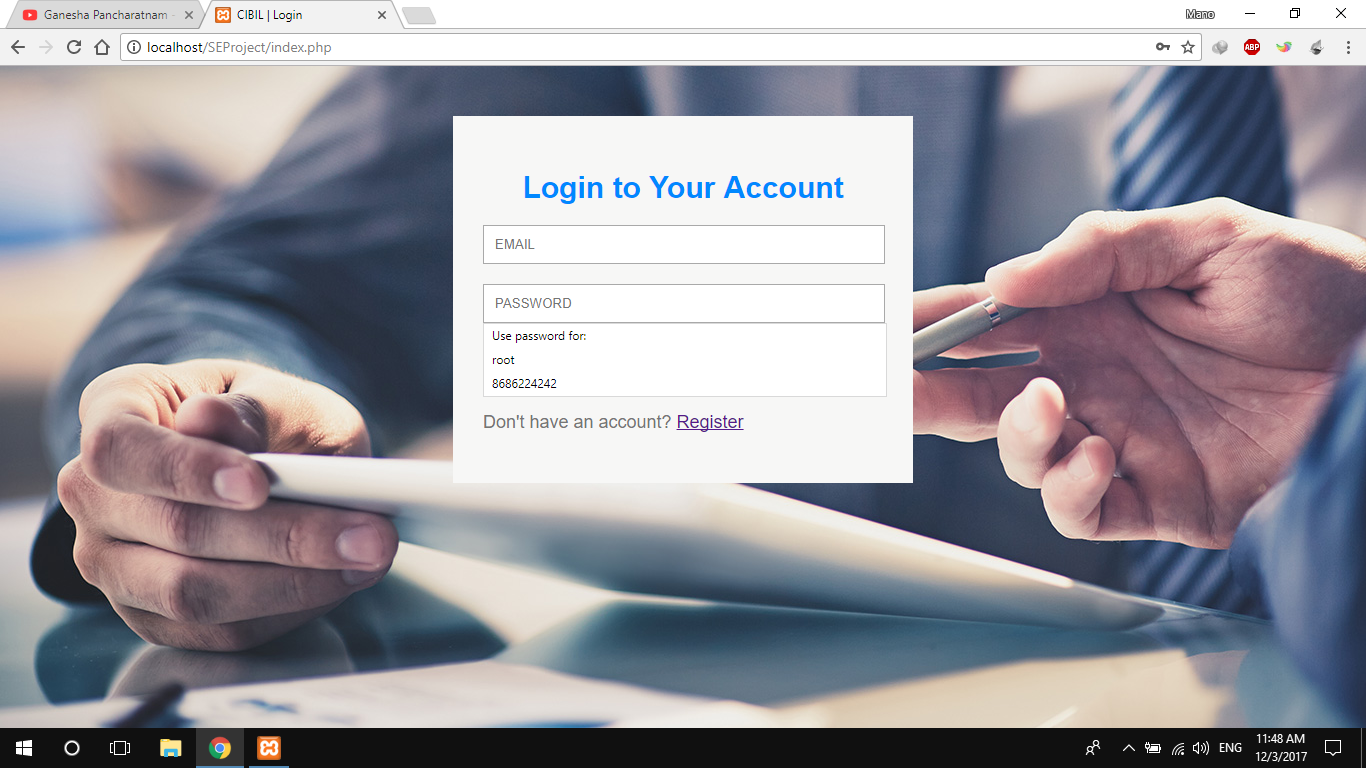 Ganesha Pancharatnam -
CIBIL | Login
Mano
localhost/SEProject/index.php
ABP
Login to Your Account
EMAIL
PASSWORD
Use password for:
root
8686224242
Don't have an account? Register
ENG
11:48 AM
12/3/2017